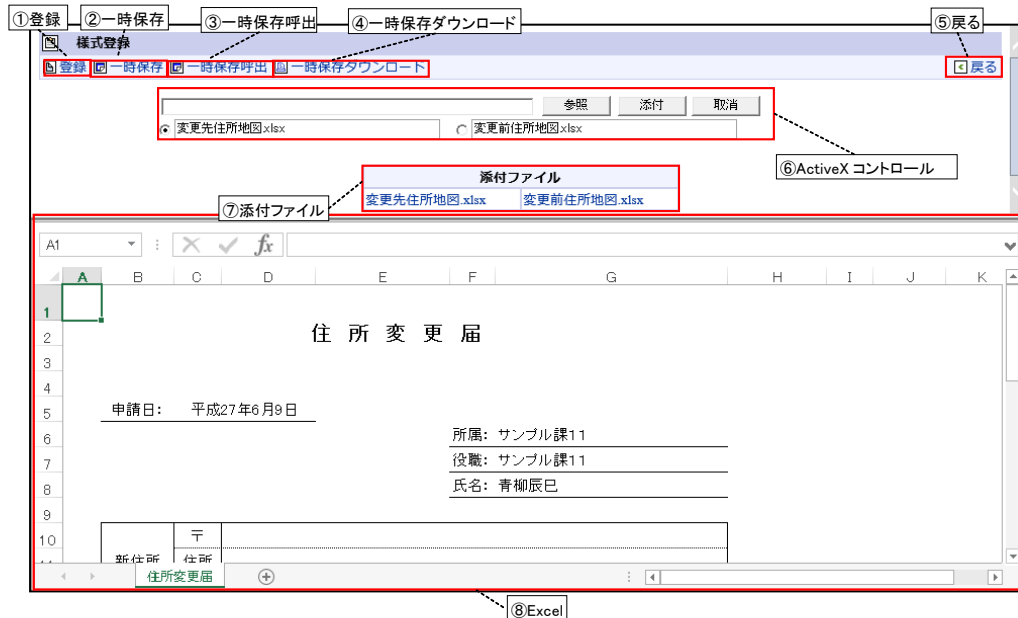 ①登録 ②一時保存 ③一時保存呼出 ④一時保存ダウンロード ⑤戻る
様式登録
登録 一時保存 一時保存呼出 一時保存ダウンロード 戻る
参照 添付 取消
変更先住所地図.xlsx 変更前住所地図.xlsx
⑥ActiveX コントロール
添付ファイル
変更先住所地図.xlsx 変更前住所地図.xlsx
⑦添付ファイル
A1 fx
A B C D E F G H I J K
1
2 住 所 変 更 届
3
4
5 申請日: 平成27年6月9日
6 所属: サンプル課11
7 役職: サンプル課11
8 氏名: 青柳辰巳
9
10 〒
新住所 住所
住所変更届
⑧Excel